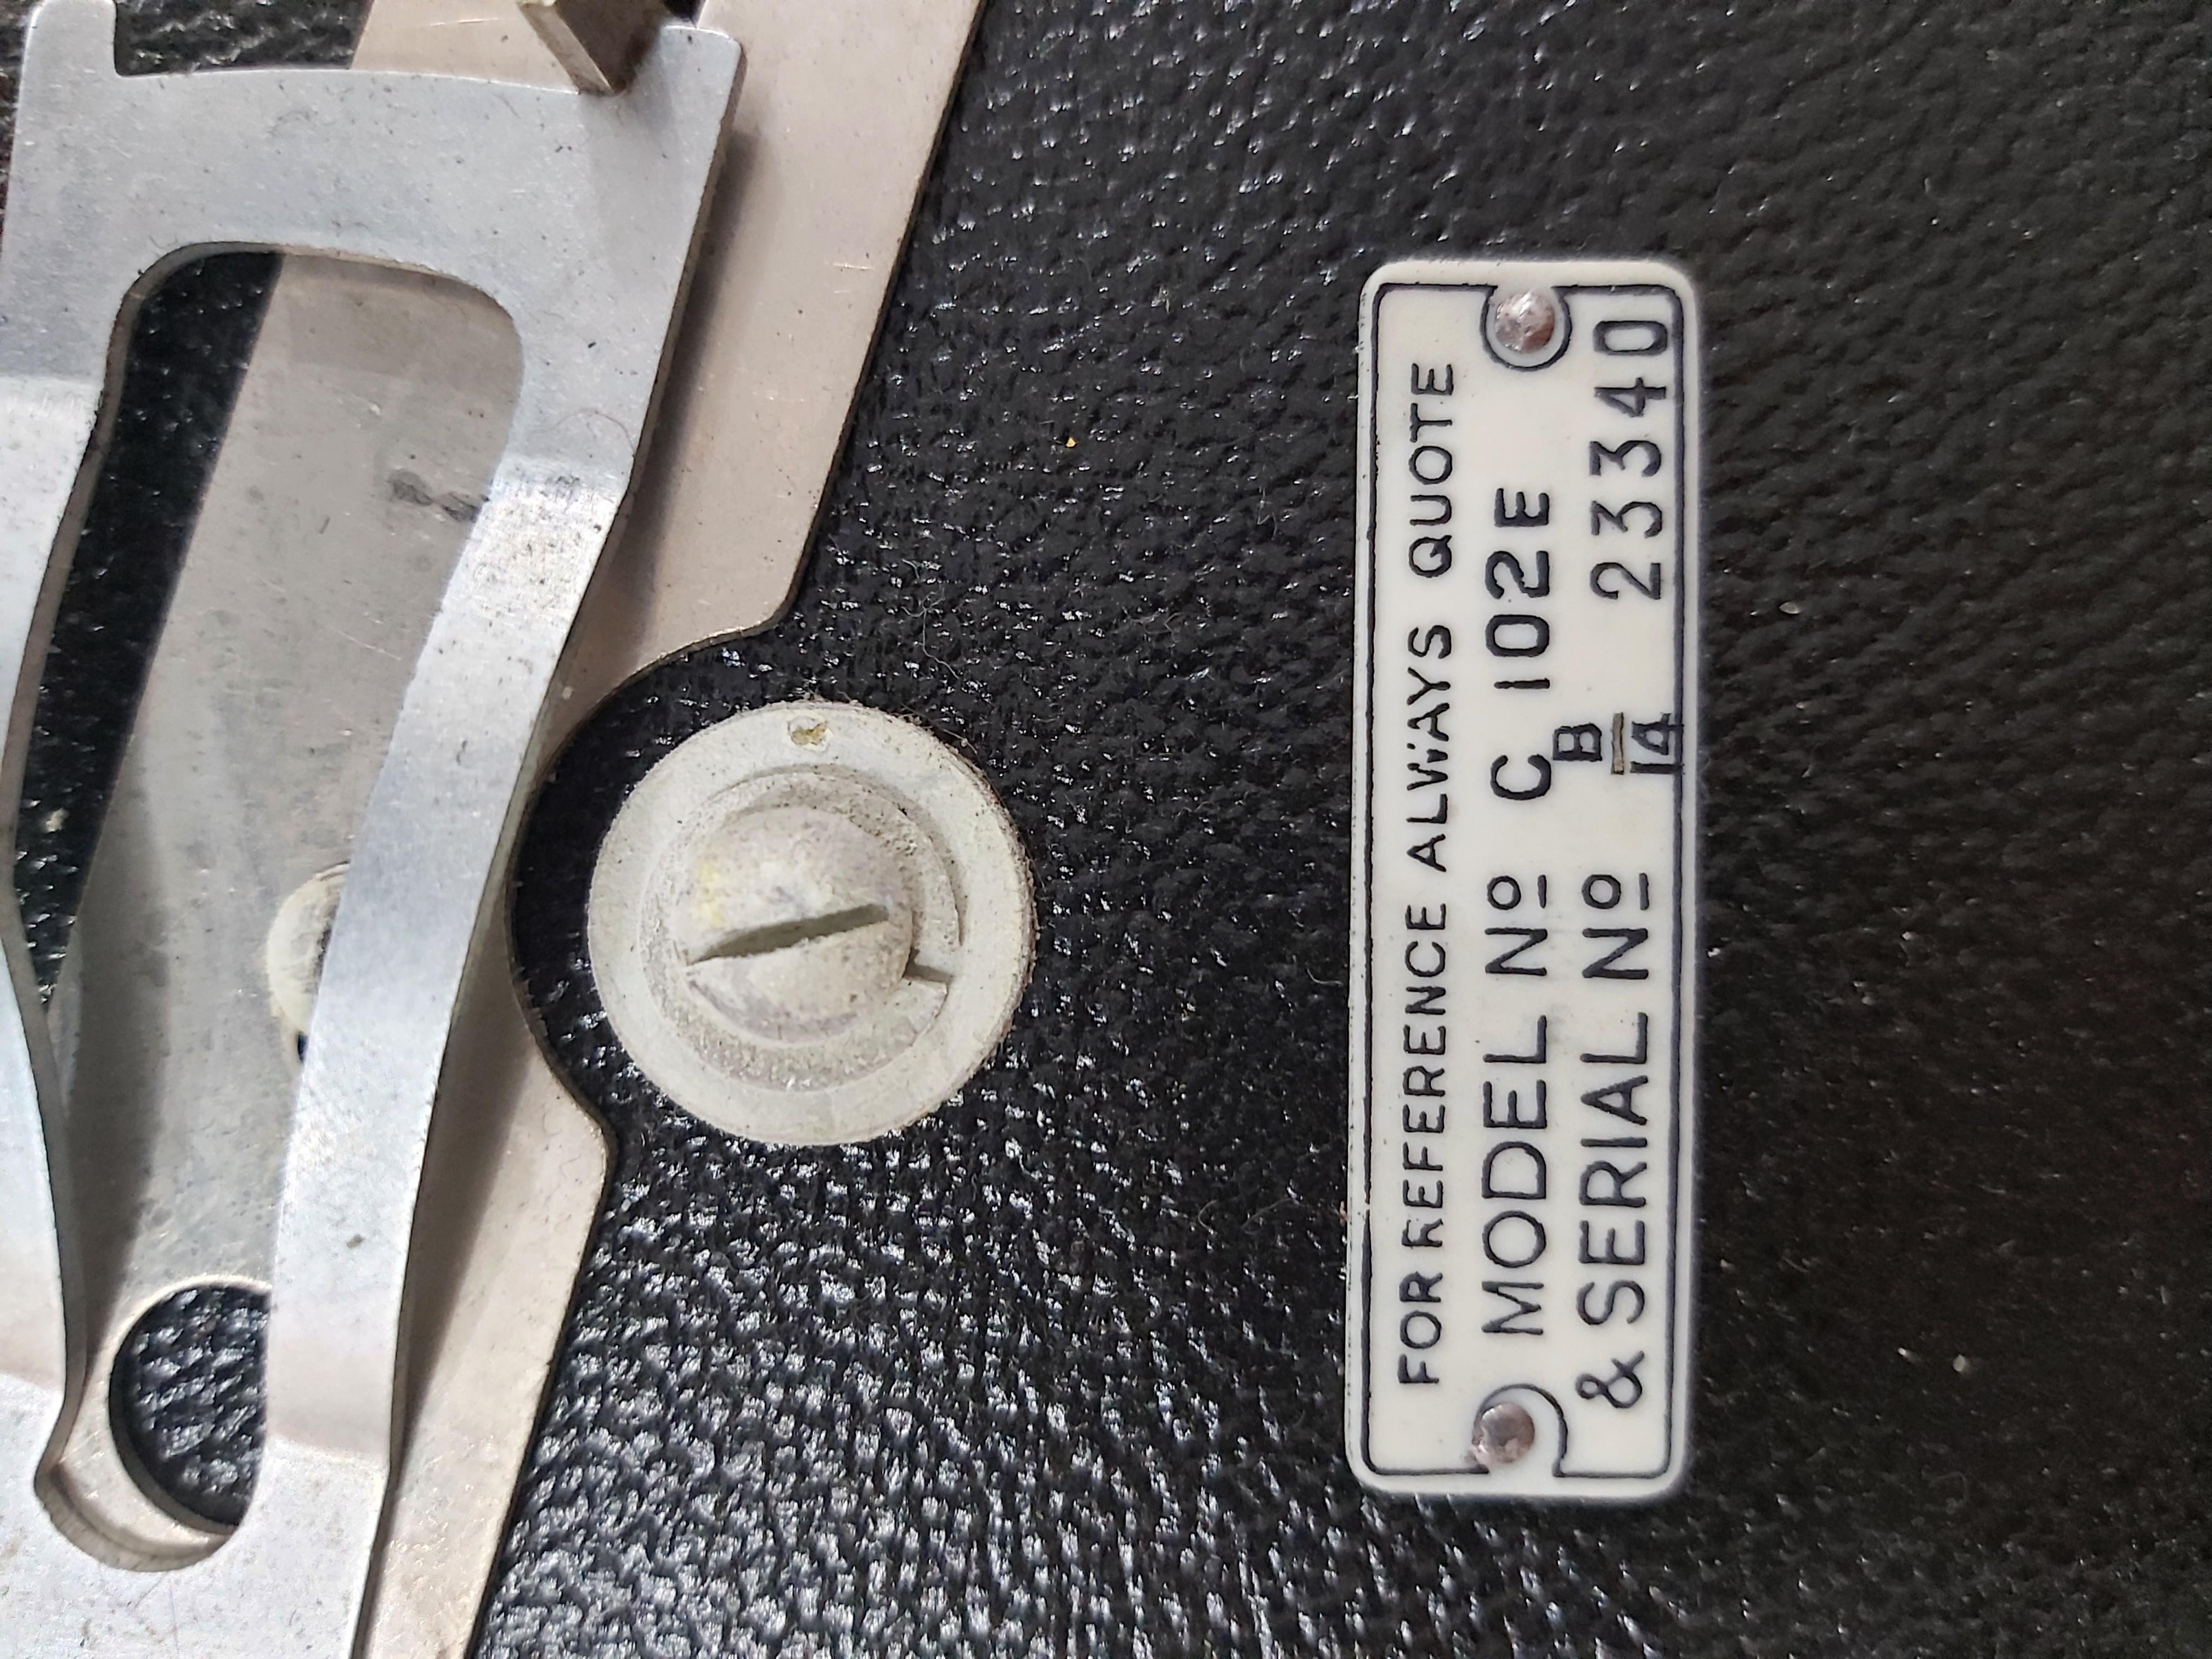 FOR REFERENCE ALWAYS QUOTE
MODEL Nº C 102E
& SERIAL Nº B/14 23340